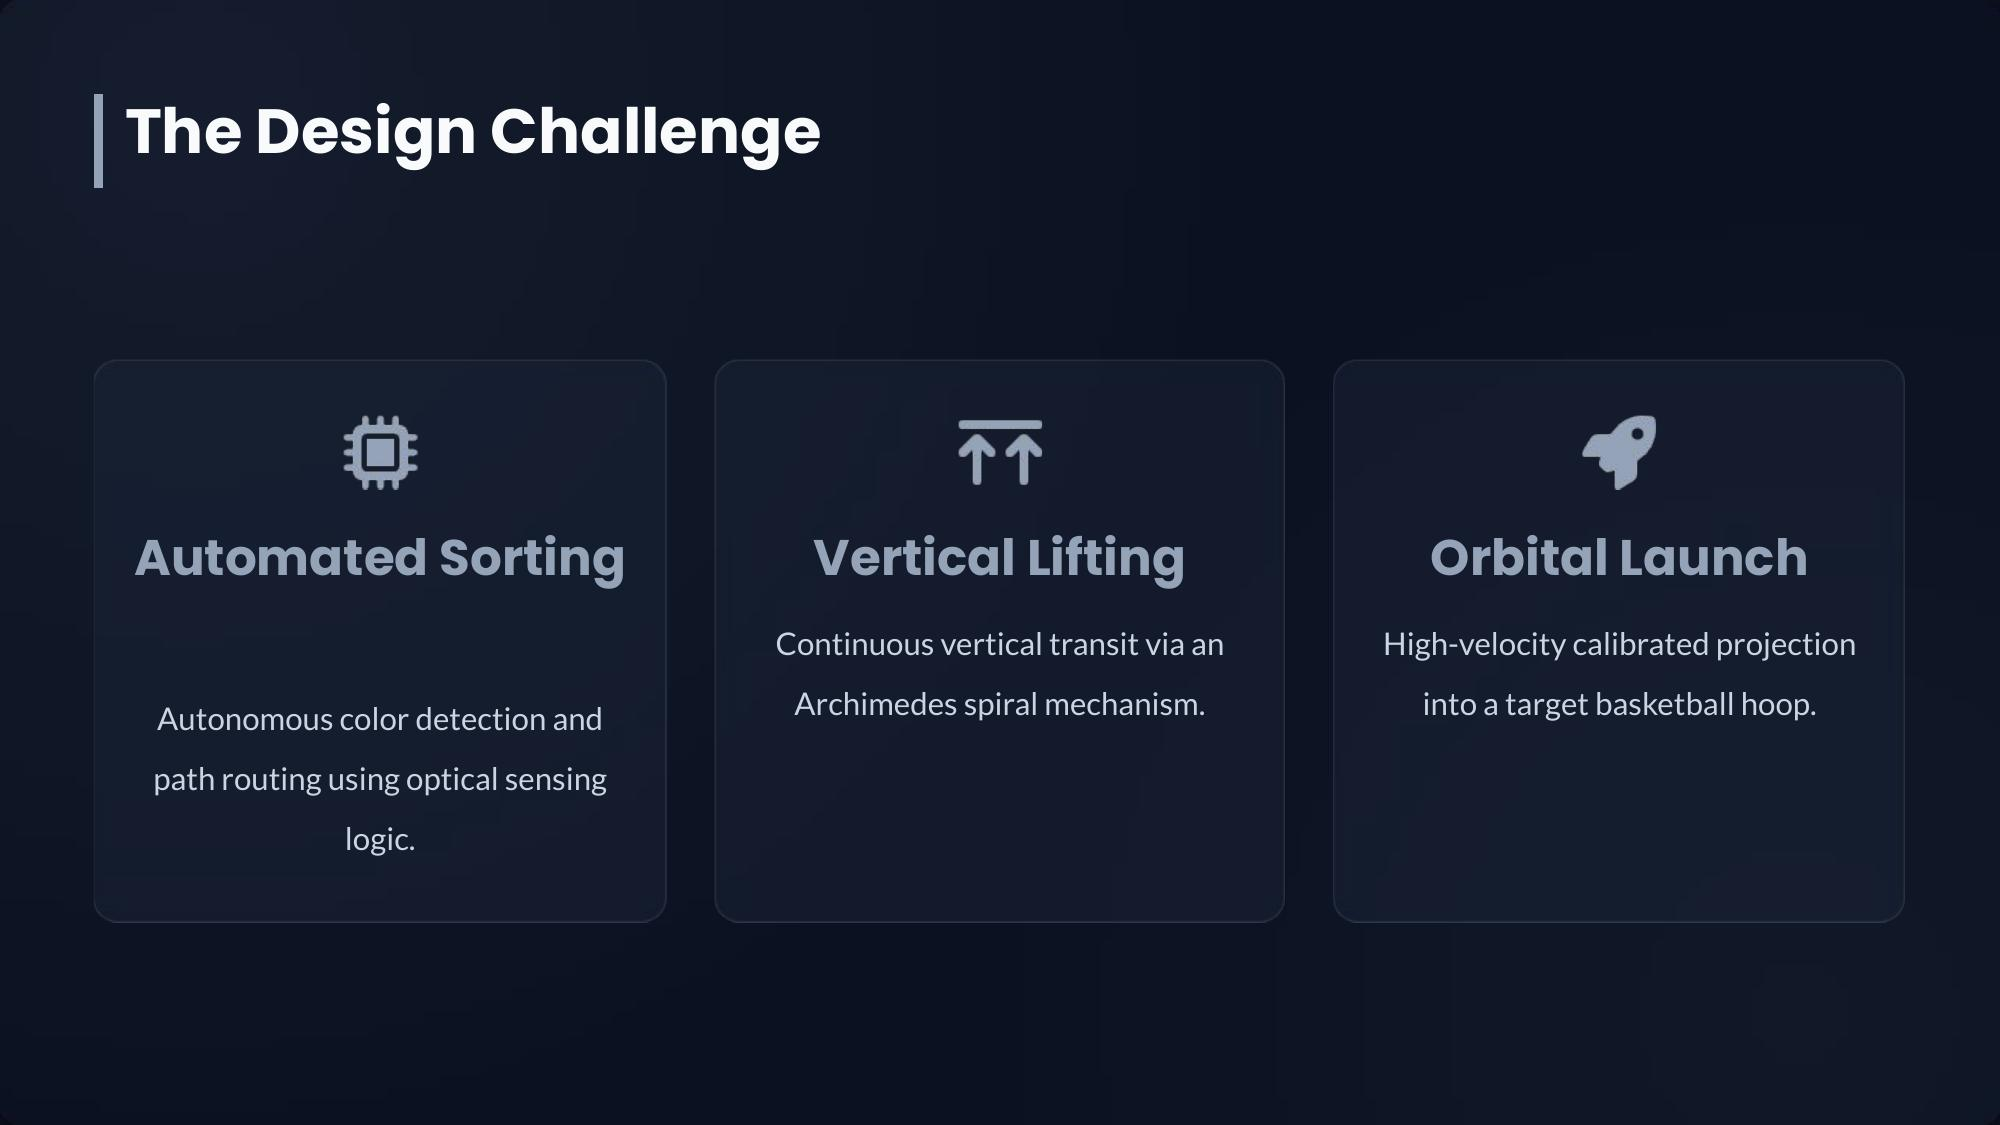 The Design Challenge
Automated Sorting
Autonomous color detection and
path routing using optical sensing
logic.
Vertical Lifting
Continuous vertical transit via an
Archimedes spiral mechanism.
Orbital Launch
High-velocity calibrated projection
into a target basketball hoop.